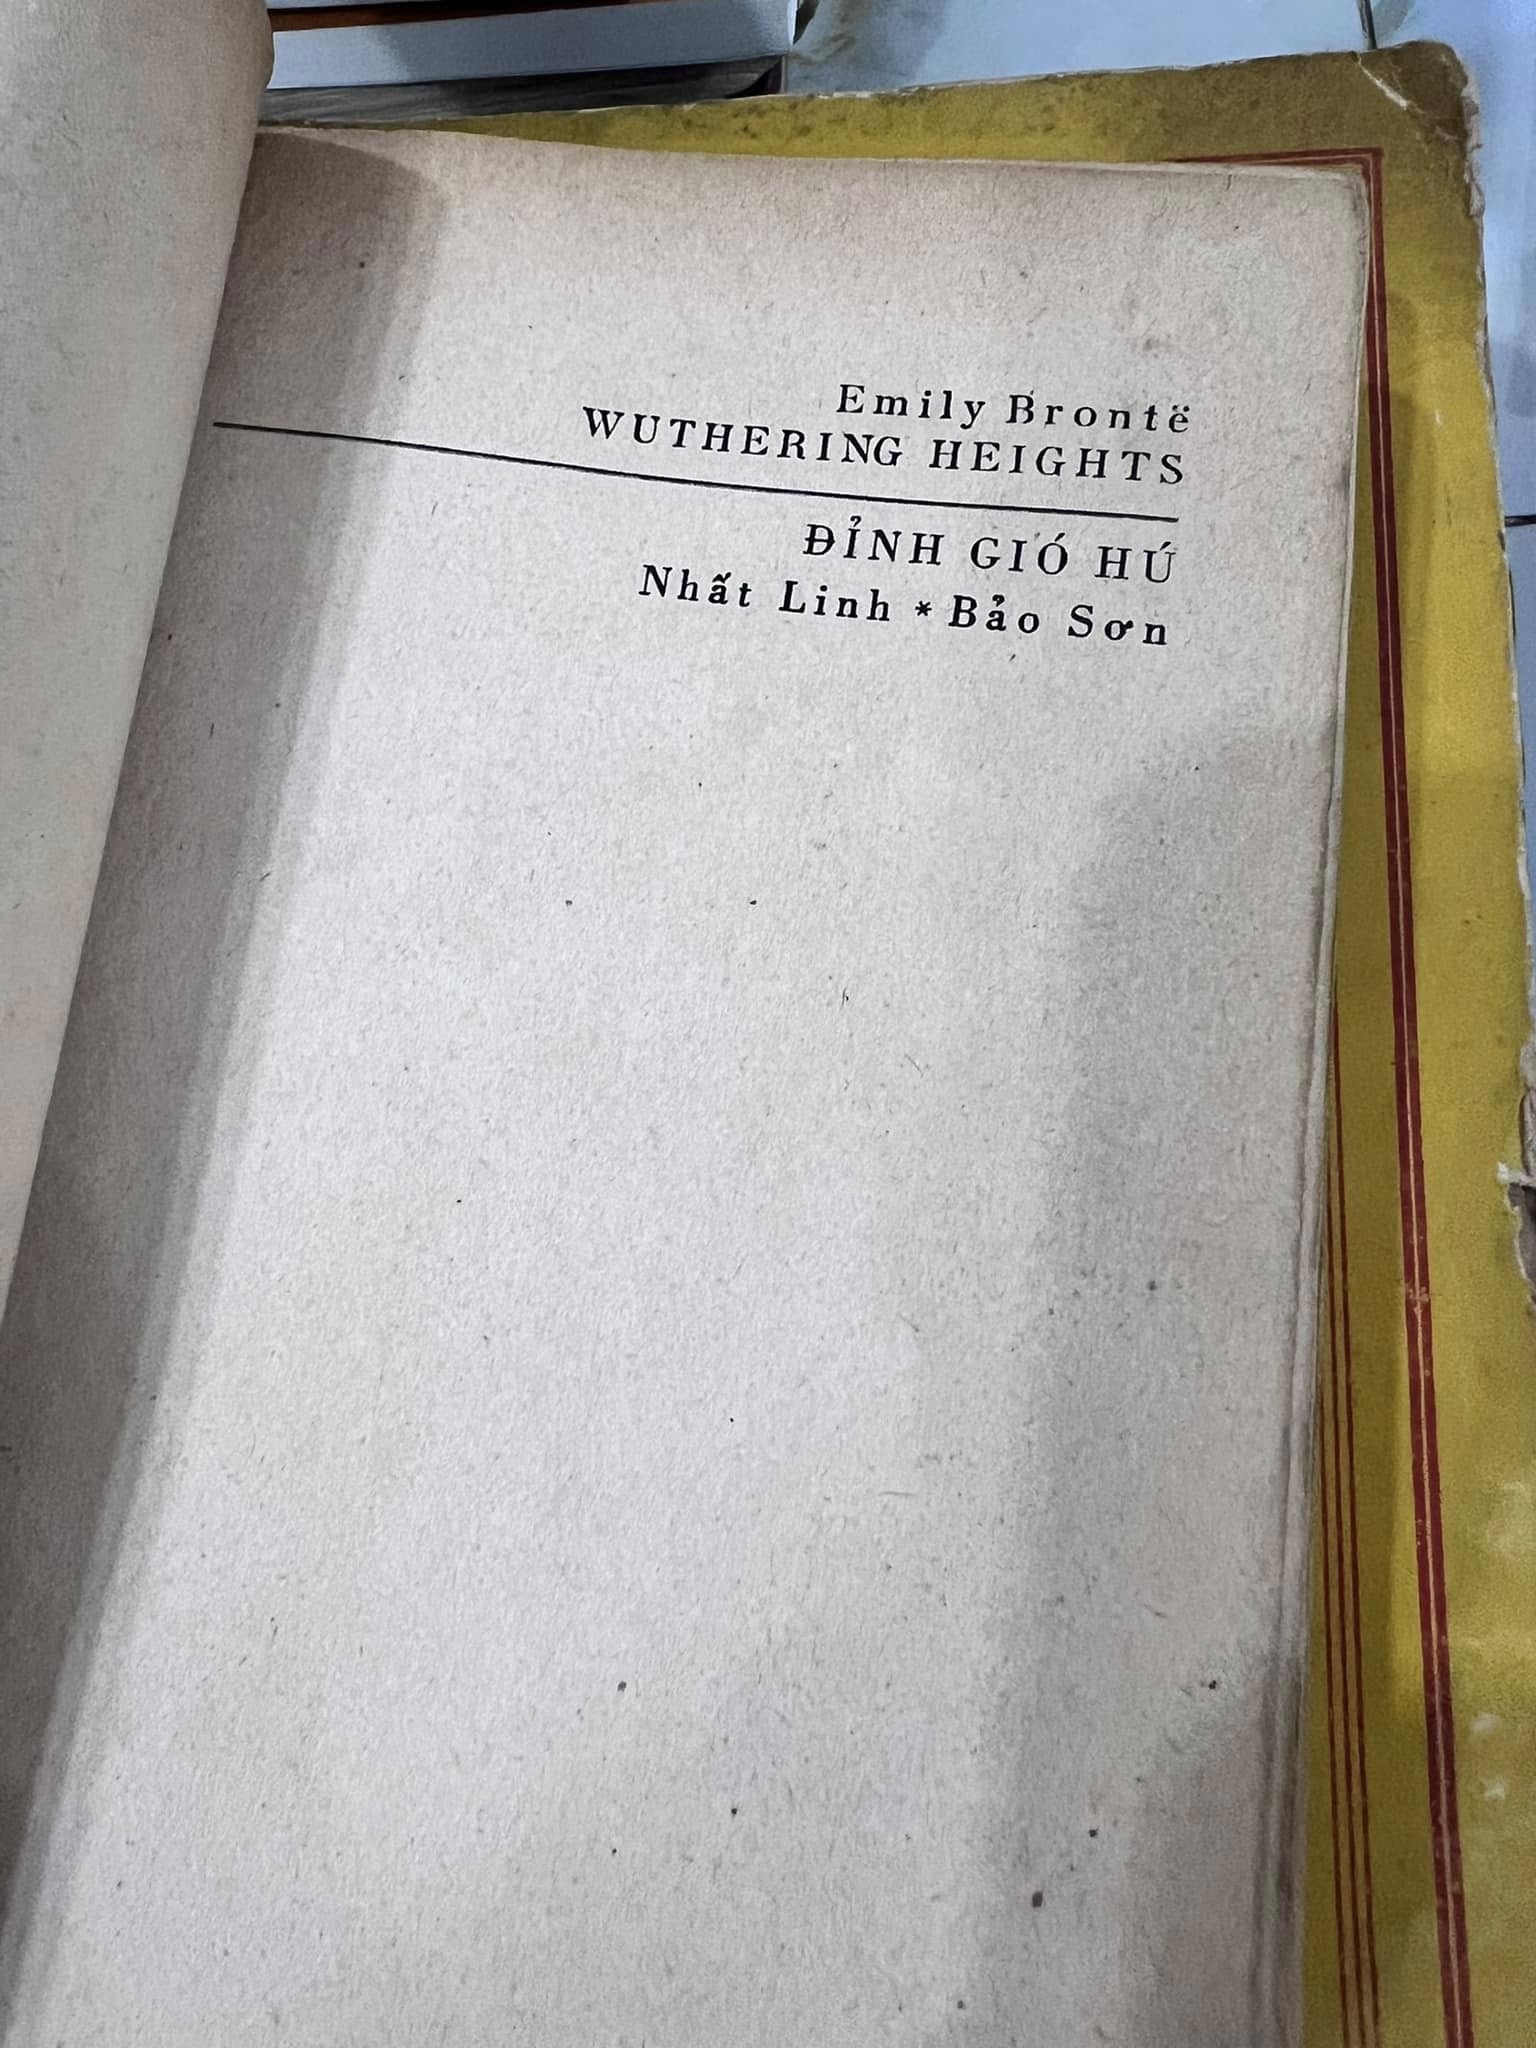 Emily Brontë
WUTHERING HEIGHTS
ĐỈNH GIÓ HÚ
Nhất Linh * Bảo Sơn